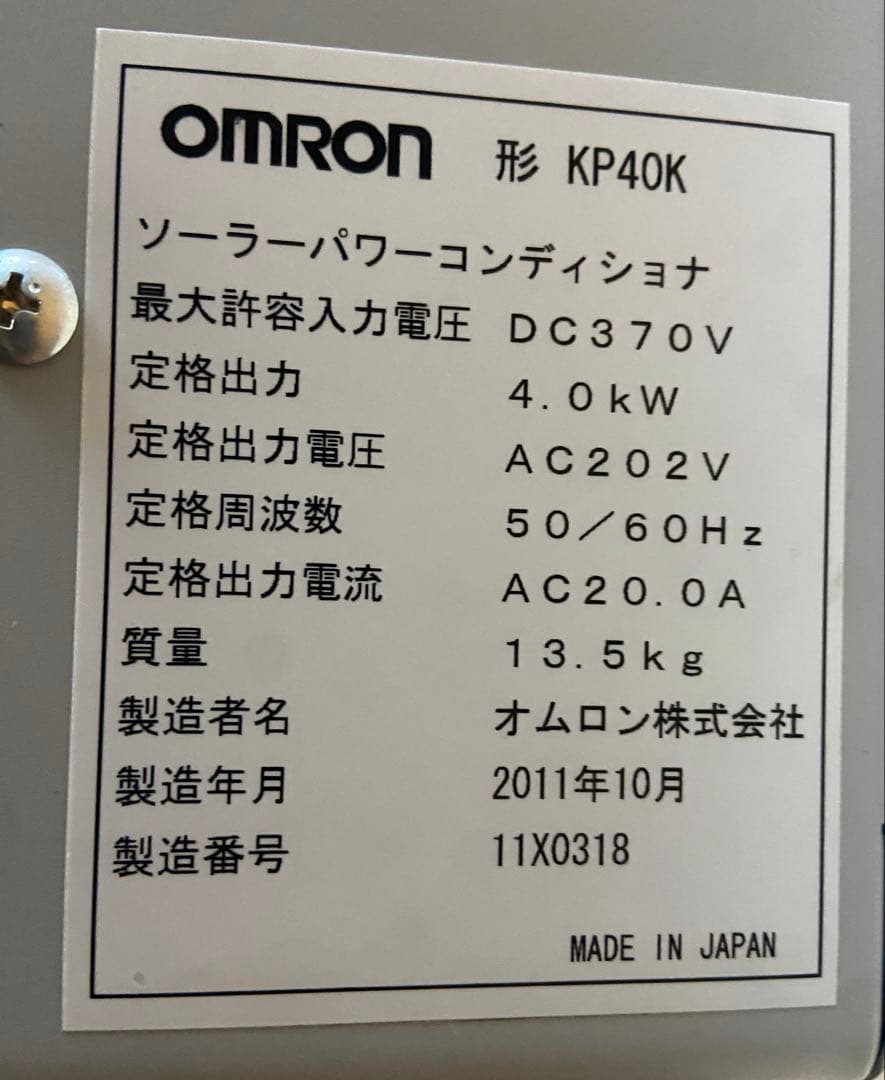 OMRON 形 KP40K
ソーラーパワーコンディショナ
最大許容入力電圧 DC370V
定格出力 4.0kW
定格出力電圧 AC202V
定格周波数 50/60Hz
定格出力電流 AC20.0A
質量 13.5kg
製造者名 オムロン株式会社
製造年月 2011年10月
製造番号 11X0318
MADE IN JAPAN